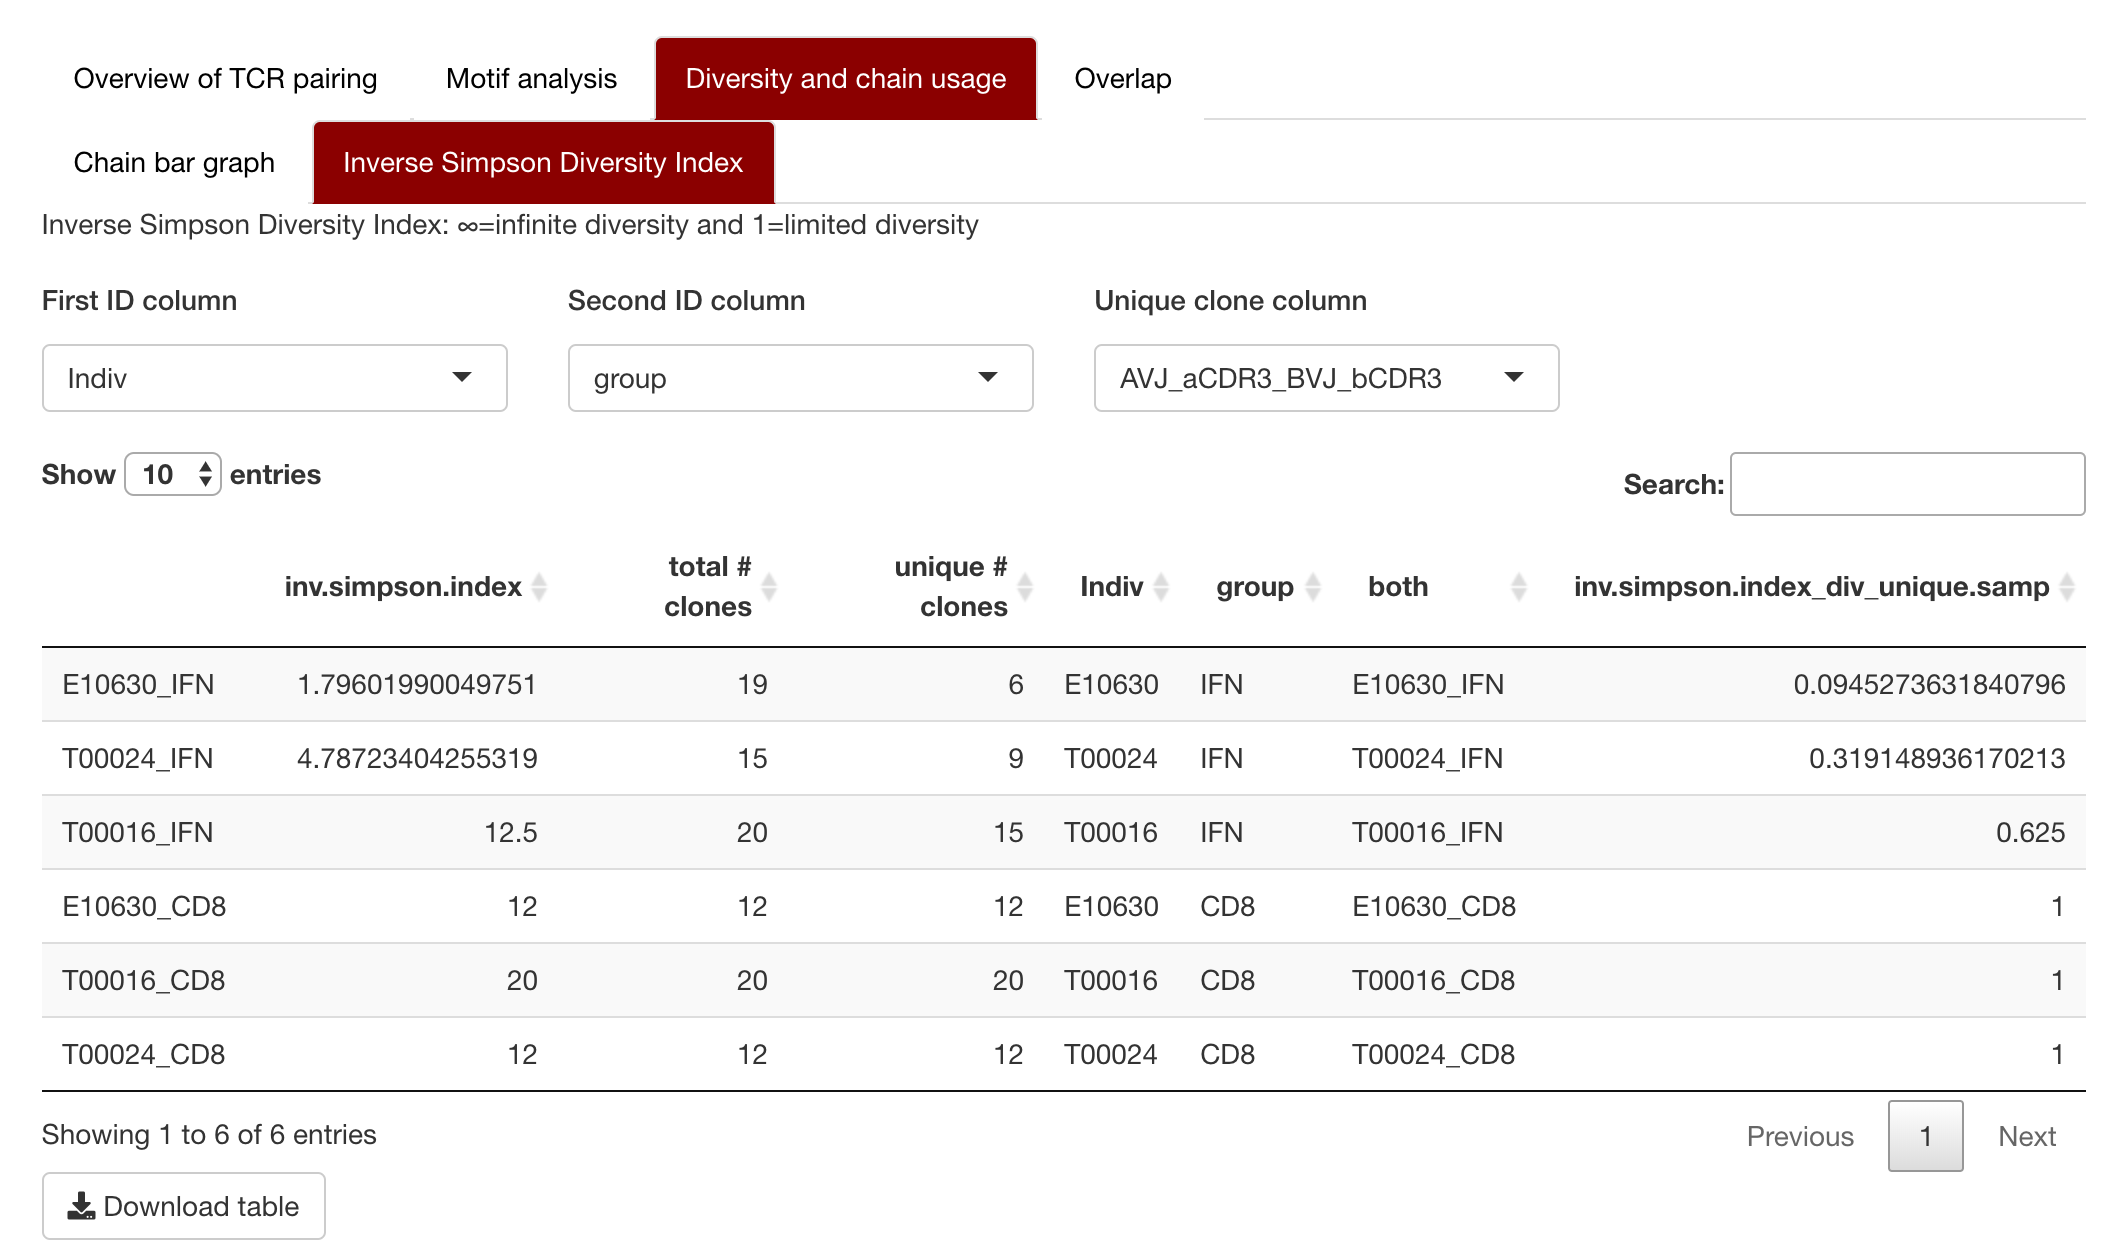 Overview of TCR pairing Motif analysis Diversity and chain usage Overlap
Chain bar graph Inverse Simpson Diversity Index
Inverse Simpson Diversity Index: ∞=infinite diversity and 1=limited diversity
First ID column Second ID column Unique clone column
Indiv group AVJ_aCDR3_BVJ_bCDR3
Show 10 entries Search:
inv.simpson.index total # clones unique # clones Indiv group both inv.simpson.index_div_unique.samp
E10630_IFN 1.79601990049751 19 6 E10630 IFN E10630_IFN 0.0945273631840796
T00024_IFN 4.78723404255319 15 9 T00024 IFN T00024_IFN 0.319148936170213
T00016_IFN 12.5 20 15 T00016 IFN T00016_IFN 0.625
E10630_CD8 12 12 12 E10630 CD8 E10630_CD8 1
T00016_CD8 20 20 20 T00016 CD8 T00016_CD8 1
T00024_CD8 12 12 12 T00024 CD8 T00024_CD8 1
Showing 1 to 6 of 6 entries Previous 1 Next
Download table